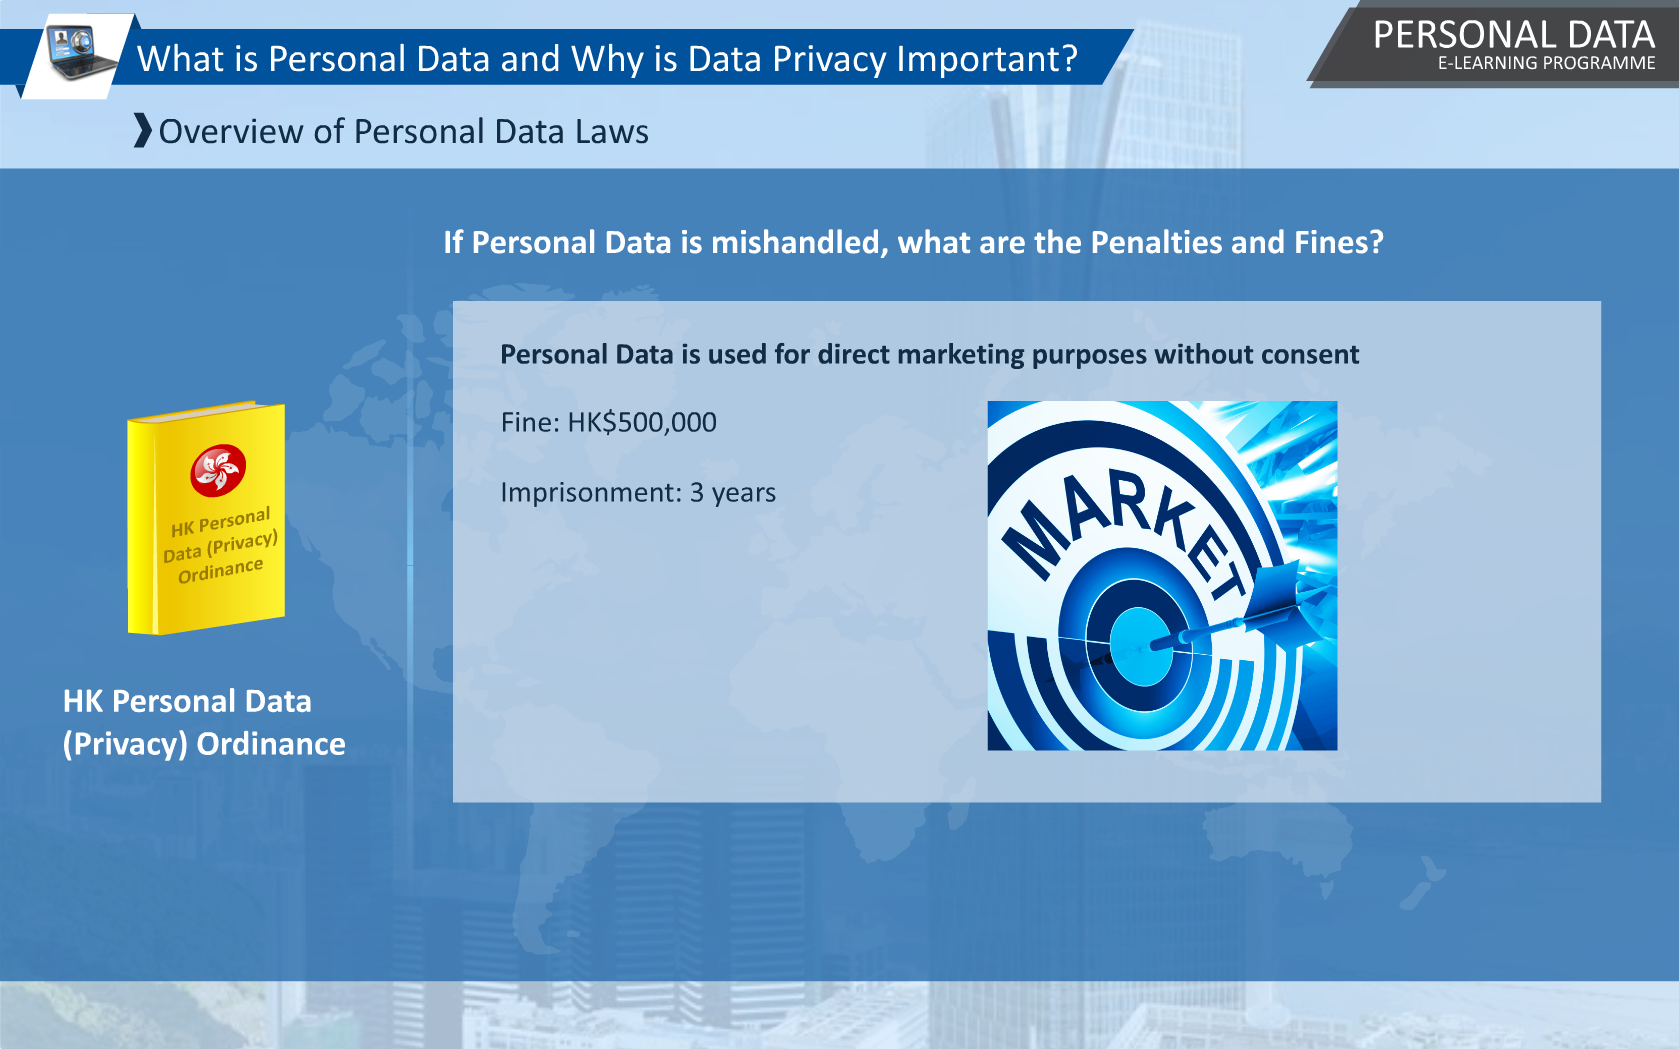 What is Personal Data and Why is Data Privacy Important?
PERSONAL DATA
E-LEARNING PROGRAMME
Overview of Personal Data Laws
If Personal Data is mishandled, what are the Penalties and Fines?
Personal Data is used for direct marketing purposes without consent
Fine: HK$500,000
Imprisonment: 3 years
MARKET
HK Personal
Data (Privacy)
Ordinance
HK Personal Data
(Privacy) Ordinance